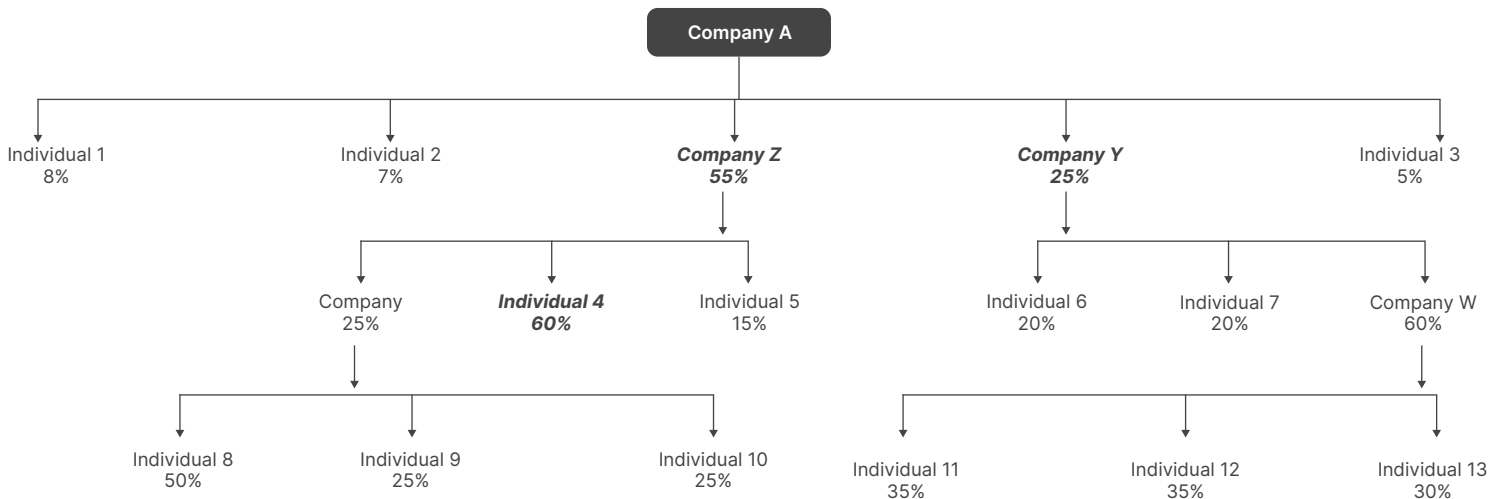 Company A
Individual 1
8%
Individual 2
7%
Company Z
55%
Company Y
25%
Individual 3
5%
Company
25%
Individual 4
60%
Individual 5
15%
Individual 6
20%
Individual 7
20%
Company W
60%
Individual 8
50%
Individual 9
25%
Individual 10
25%
Individual 11
35%
Individual 12
35%
Individual 13
30%